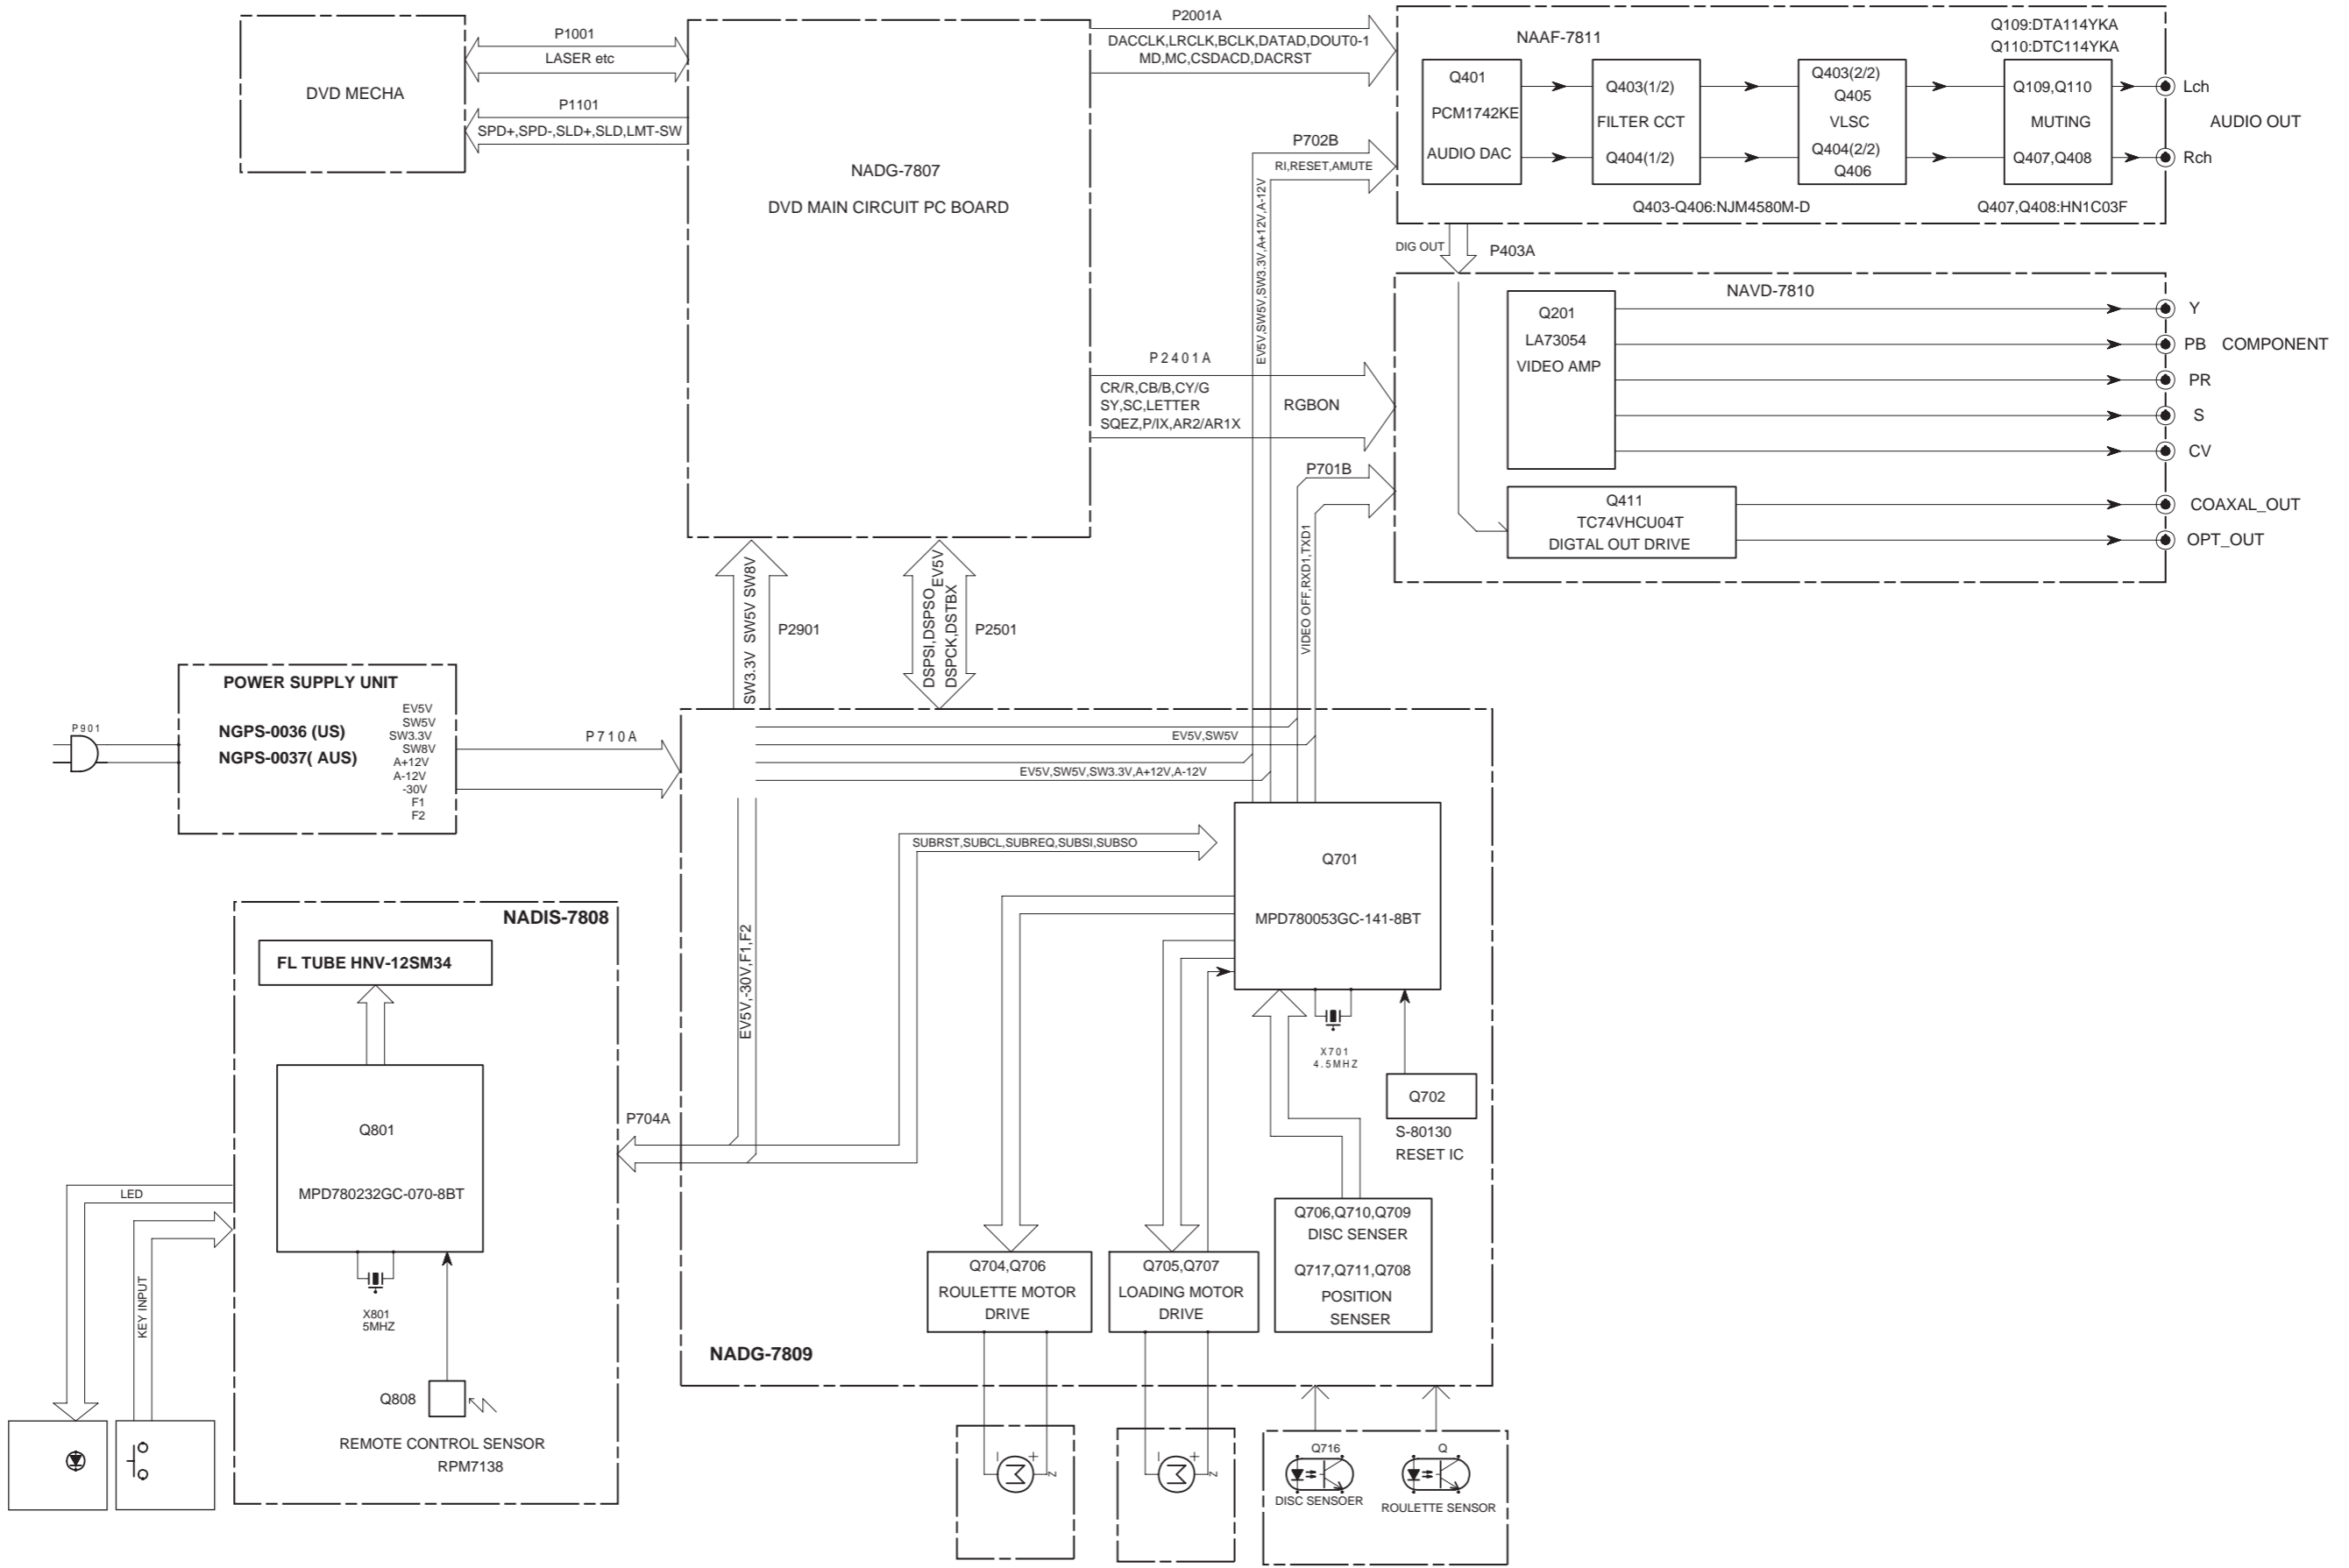 P1001
LASER etc
DVD MECHA
P1101
SPD+,SPD-,SLD+,SLD,LMT-SW
NADG-7807
DVD MAIN CIRCUIT PC BOARD
P2001A
DACCLK,LRCLK,BCLK,DATAD,DOUT0-1
MD,MC,CSDACD,DACRST
P702B
RI,RESET,AMUTE
EV5V,SW5V,SW3.3V,A+12V,A-12V
NAAF-7811
Q109:DTA114YKA
Q110:DTC114YKA
Q401
PCM1742KE
AUDIO DAC
Q403(1/2)
FILTER CCT
Q404(1/2)
Q403(2/2)
Q405
VLSC
Q404(2/2)
Q406
Q109,Q110
MUTING
Q407,Q408
Lch
AUDIO OUT
Rch
Q403-Q406:NJM4580M-D
Q407,Q408:HN1C03F
DIG OUT
P403A
NAVD-7810
Q201
LA73054
VIDEO AMP
Y
PB COMPONENT
PR
S
CV
Q411
TC74VHCU04T
DIGTAL OUT DRIVE
COAXAL_OUT
OPT_OUT
P2401A
CR/R,CB/B,CY/G
SY,SC,LETTER
SQEZ,P/IX,AR2/AR1X
RGBON
P701B
VIDEO OFF,RXD1,TXD1
SW3.3V SW5V SW8V
P2901
DSPSI,DSPSO,EV5V
DSPCK,DSTBX
P2501
POWER SUPPLY UNIT
NGPS-0036 (US)
NGPS-0037( AUS)
EV5V
SW5V
SW3.3V
SW8V
A+12V
A-12V
-30V
F1
F2
P901
P710A
EV5V,SW5V
EV5V,SW5V,SW3.3V,A+12V,A-12V
SUBRST,SUBCL,SUBREQ,SUBSI,SUBSO
EV5V,-30V,F1,F2
Q701
MPD780053GC-141-8BT
X701
4.5MHZ
Q702
S-80130
RESET IC
NADIS-7808
FL TUBE HNV-12SM34
Q801
MPD780232GC-070-8BT
X801
5MHZ
P704A
LED
KEY INPUT
Q808
REMOTE CONTROL SENSOR
RPM7138
Q704,Q706
ROULETTE MOTOR
DRIVE
Q705,Q707
LOADING MOTOR
DRIVE
Q706,Q710,Q709
DISC SENSER
Q717,Q711,Q708
POSITION
SENSER
NADG-7809
- + M Z
- + M Z
Q716
DISC SENSOER
Q
ROULETTE SENSOR